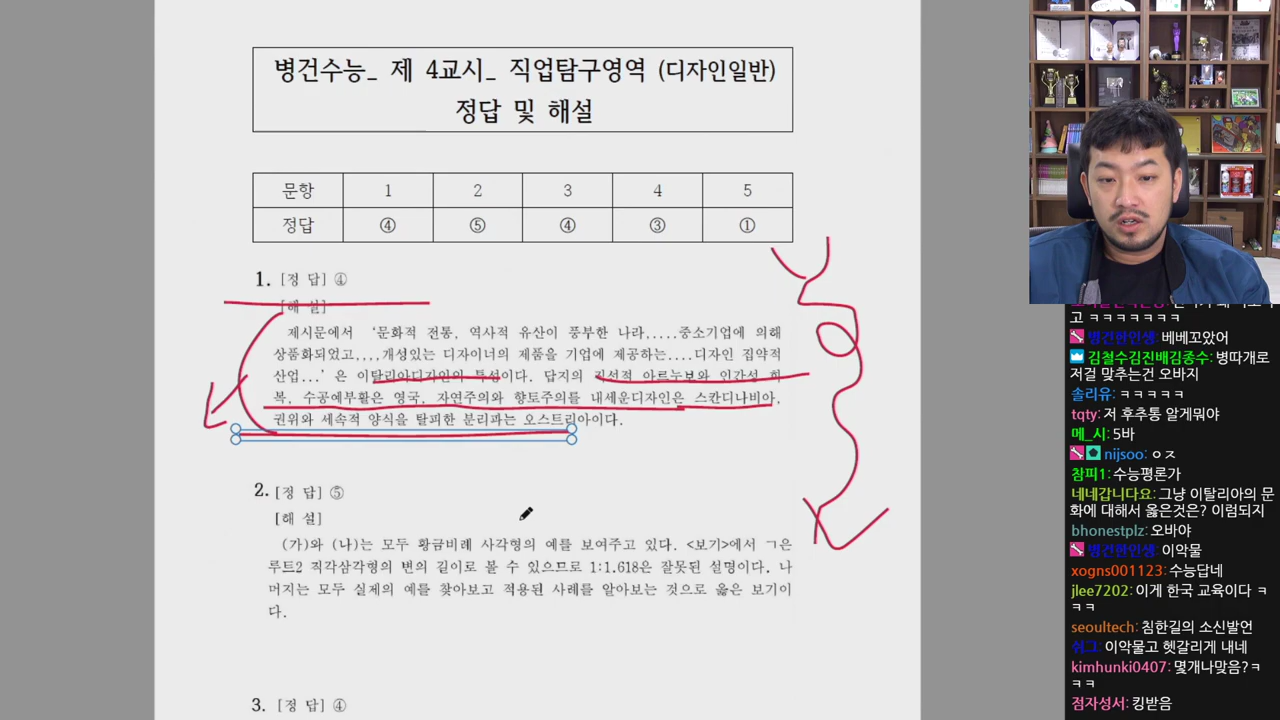 병건수능_ 제 4교시_ 직업탐구영역 (디자인일반)
정답 및 해설
문항 1 2 3 4 5
정답 ④ ⑤ ④ ③ ①
1. [정 답] ④
[해 설]
제시문에서 ‘문화적 전통, 역사적 유산이 풍부한 나라,....중소기업에 의해
상품화되었고,,,,개성있는 디자이너의 제품을 기업에 제공하는....디자인 집약적
산업...’은 이탈리아디자인의 특성이다. 답지의 직선적 아르누보와 인간성 회
복, 수공예부활은 영국, 자연주의와 향토주의를 내세운디자인은 스칸디나비아,
권위와 세속적 양식을 탈피한 분리파는 오스트리아이다.
2. [정 답] ⑤
[해 설]
(가)와 (나)는 모두 황금비례 사각형의 예를 보여주고 있다. <보기>에서 ㄱ은
루트2 직각삼각형의 변의 길이로 볼 수 있으므로 1:1.618은 잘못된 설명이다. 나
머지는 모두 실제의 예를 찾아보고 적용된 사례를 알아보는 것으로 옳은 보기이
다.
3. [정 답] ④
고 ㅋㅋㅋㅋㅋㅋㅋ
병건한인생: 베베꼬았어
김철수김진배김종수: 병따개로
저걸 맞추는건 오바지
솔리유: ㅋㅋㅋㅋㅋ
tqty: 저 후추통 알게뭐야
메_시: 5바
nijsoo: ㅇㅈ
참피1: 수능평론가
네네갑니다요: 그냥 이탈리아의 문
화에 대해서 옳은것은? 이럼되지
bhonestplz: 오바야
병건한인생: 이악물
xogns001123: 수능답네
jlee7202: 이게 한국 교육이다 ㅋ
ㅋㅋ
seoultech: 침한길의 소신발언
쉬그: 이악물고 헷갈리게 내네
kimhunki0407: 몇개나맞음?ㅋ
ㅋㅋ
점자성서: 킹받음